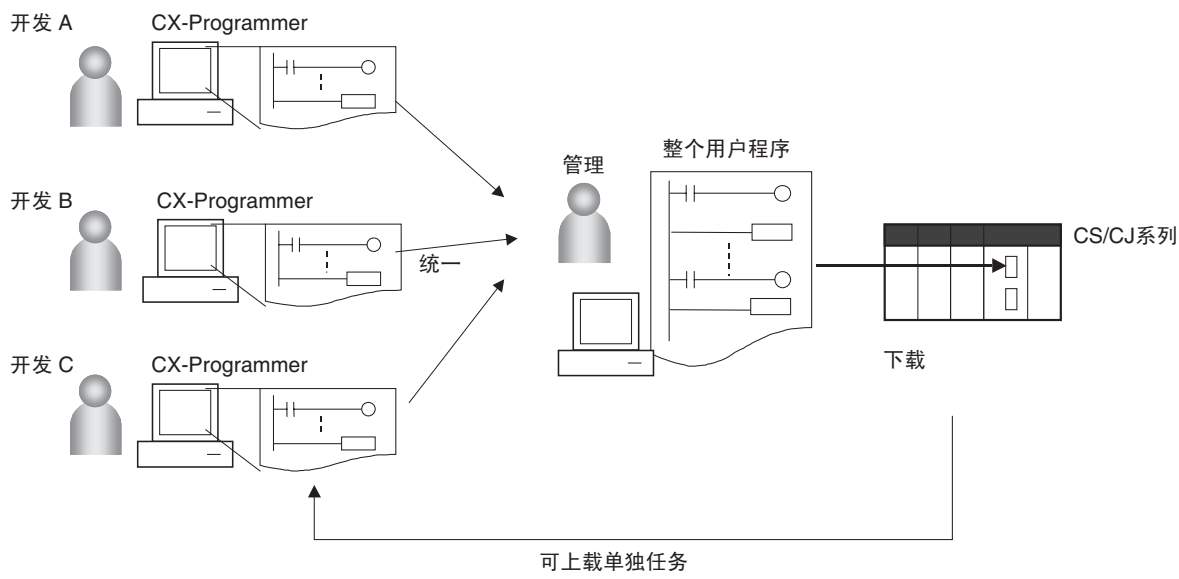 开发 A
CX-Programmer
开发 B
CX-Programmer
统一
开发 C
CX-Programmer
管理
整个用户程序
CS/CJ系列
下载
可上载单独任务